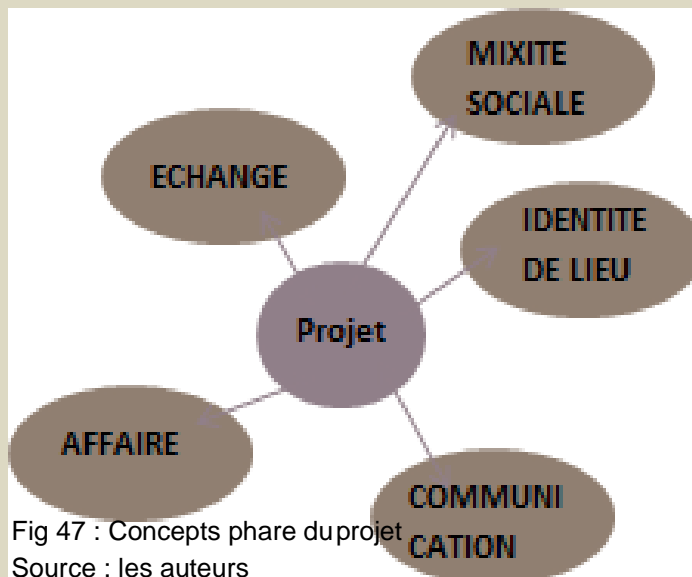 MIXITE
SOCIALE
ECHANGE
IDENTITE
DE LIEU
Projet
AFFAIRE
COMMUNI
CATION
Fig 47 : Concepts phare duprojet
Source : les auteurs